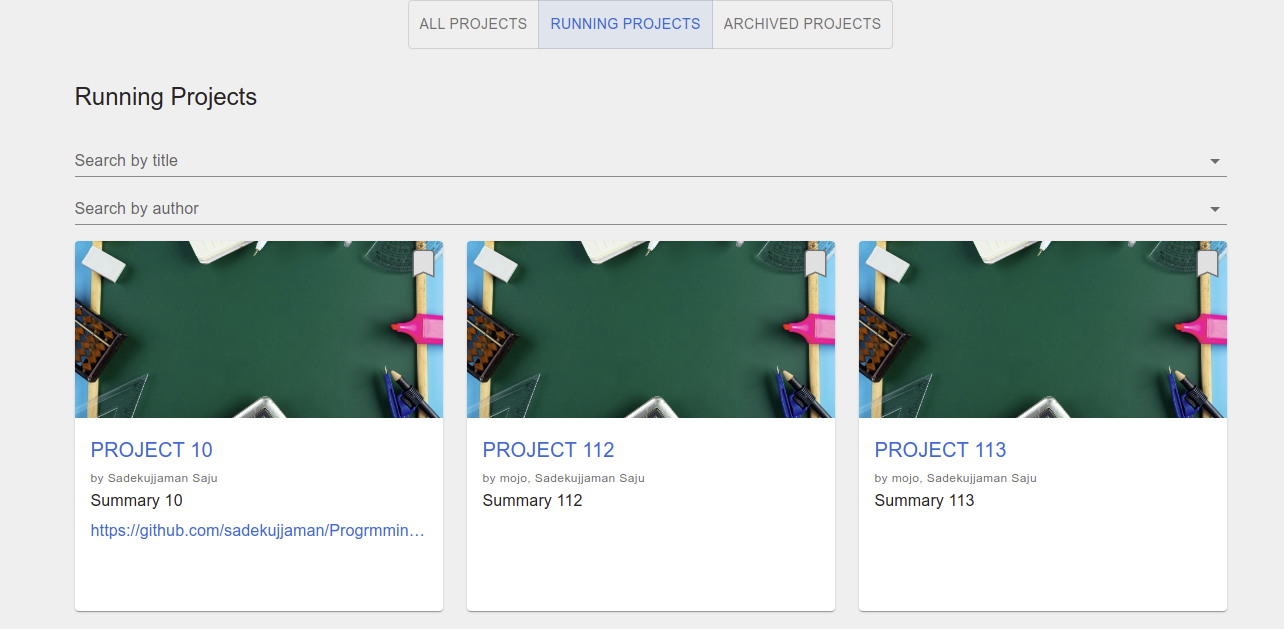 ALL PROJECTS RUNNING PROJECTS ARCHIVED PROJECTS
Running Projects
Search by title
Search by author
PROJECT 10
by Sadekujjaman Saju
Summary 10
https://github.com/sadekujjaman/Progrmmin…
PROJECT 112
by mojo, Sadekujjaman Saju
Summary 112
PROJECT 113
by mojo, Sadekujjaman Saju
Summary 113